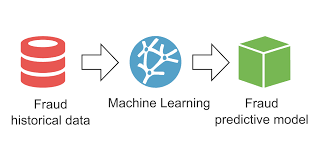 Fraud
historical data
Machine Learning
Fraud
predictive model